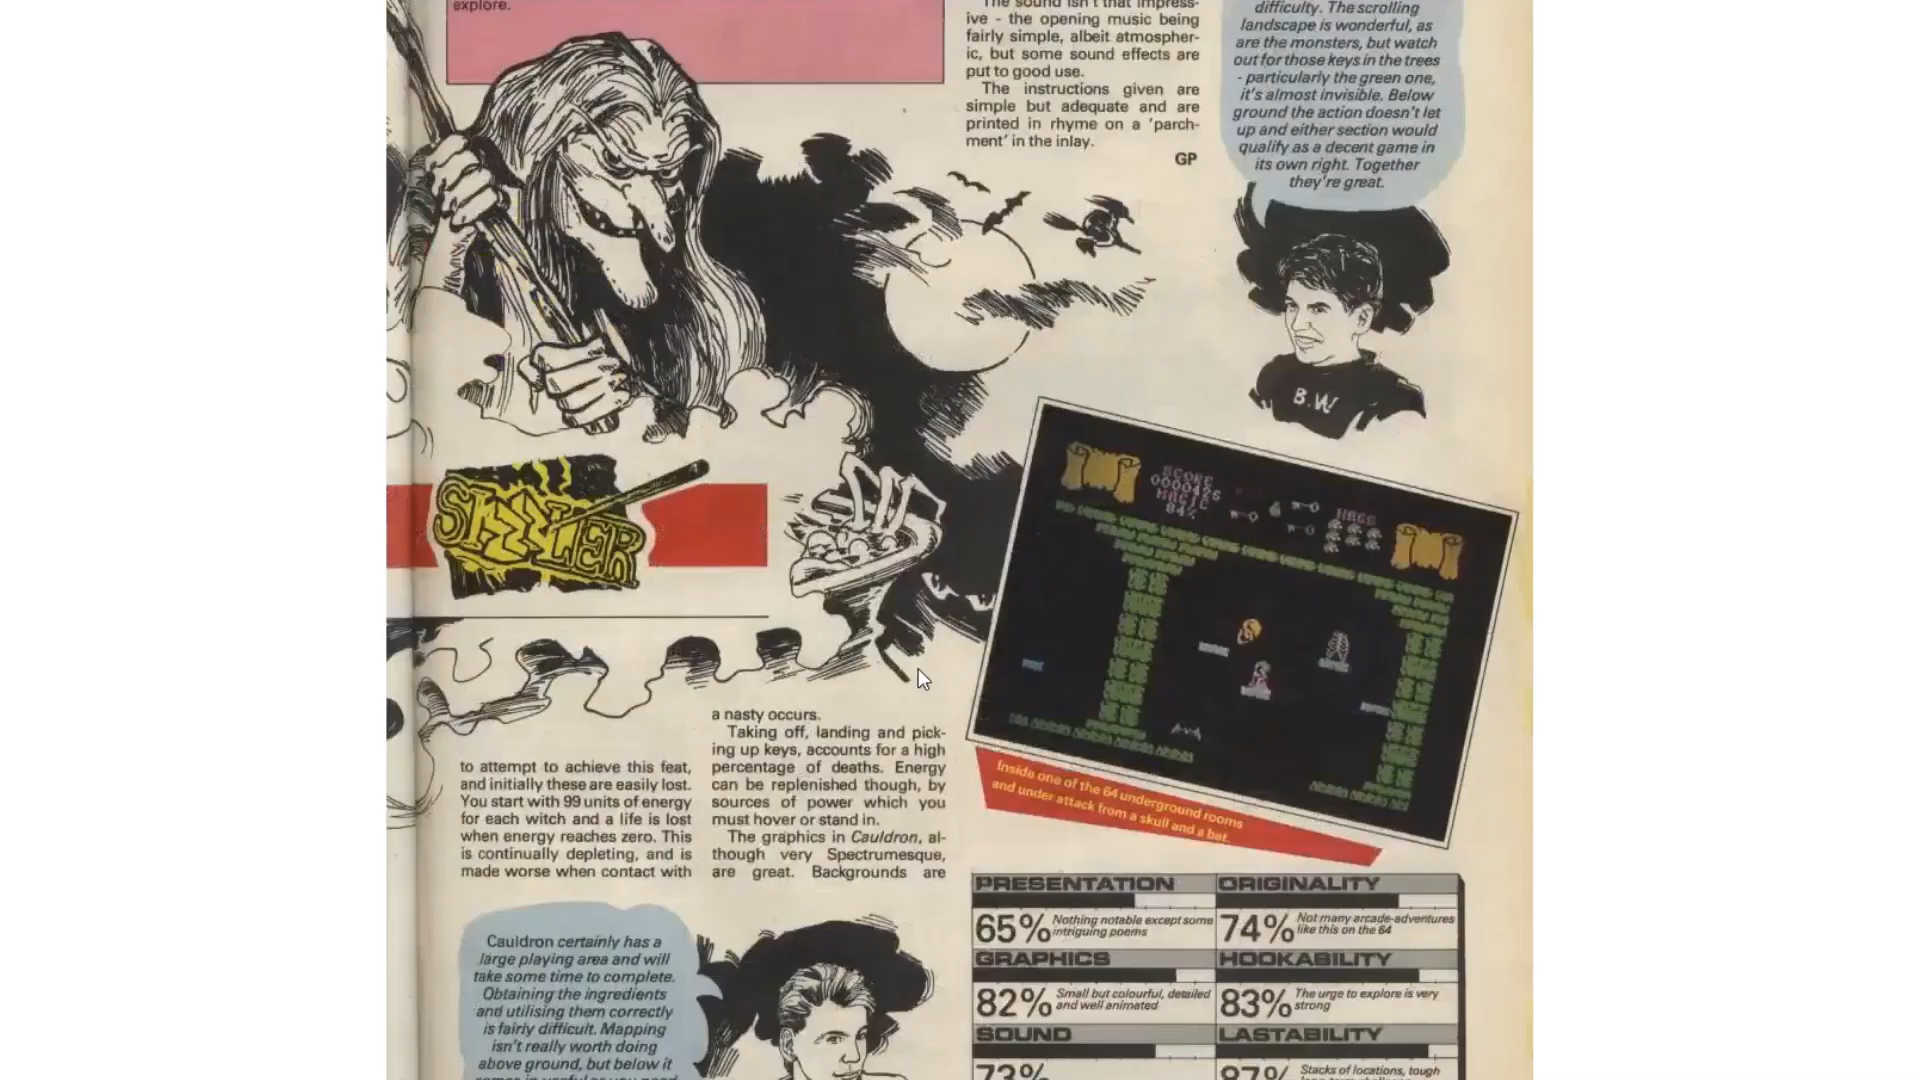 explore.
The sound isn't that impress-
ive - the opening music being
fairly simple, albeit atmospher-
ic, but some sound effects are
put to good use.
The instructions given are
simple but adequate and are
printed in rhyme on a 'parch-
ment' in the inlay.
GP
difficulty. The scrolling
landscape is wonderful, as
are the monsters, but watch
out for those keys in the trees
- particularly the green one,
it's almost invisible. Below
ground the action doesn't let
up and either section would
qualify as a decent game in
its own right. Together
they're great.
B.W
SIZZLER
SCORE
0000425
MAGIC
84%
HAGS
Inside one of the 64 underground rooms
and under attack from a skull and a bat.
to attempt to achieve this feat,
and initially these are easily lost.
You start with 99 units of energy
for each witch and a life is lost
when energy reaches zero. This
is continually depleting, and is
made worse when contact with
a nasty occurs.
Taking off, landing and pick-
ing up keys, accounts for a high
percentage of deaths. Energy
can be replenished though, by
sources of power which you
must hover or stand in.
The graphics in Cauldron, al-
though very Spectrumesque,
are great. Backgrounds are
Cauldron certainly has a
large playing area and will
take some time to complete.
Obtaining the ingredients
and utilising them correctly
is fairly difficult. Mapping
isn't really worth doing
above ground, but below it
PRESENTATION
65% Nothing notable except some
intriguing poems
ORIGINALITY
74% Not many arcade-adventures
like this on the 64
GRAPHICS
82% Small but colourful, detailed
and well animated
HOOKABILITY
83% The urge to explore is very
strong
SOUND
73%
LASTABILITY
87% Stacks of locations, tough